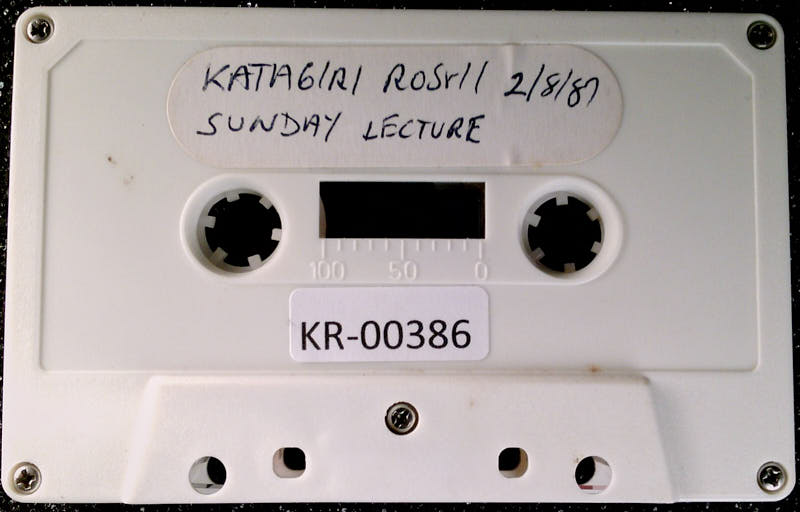 KATAGIRI ROSHI 2/8/87
SUNDAY LECTURE
100 50 0
KR-00386